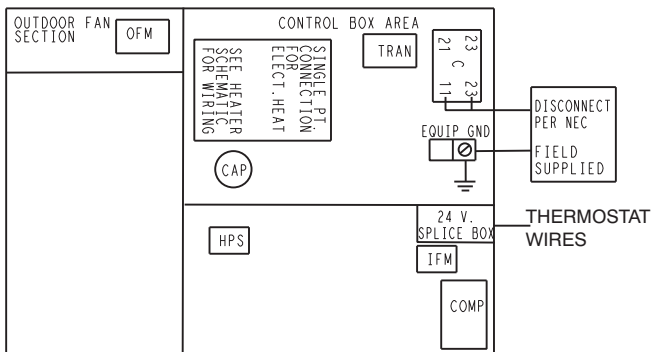 OUTDOOR FAN
SECTION
OFM
CONTROL BOX AREA
TRAN
SINGLE PT.
CONNECTION
FOR
ELECT.HEAT
SEE HEATER
SCHEMATIC
FOR WIRING
21
23
C
11
23
DISCONNECT
PER NEC
FIELD
SUPPLIED
EQUIP GND
CAP
24 V.
SPLICE BOX
THERMOSTAT
WIRES
HPS
IFM
COMP